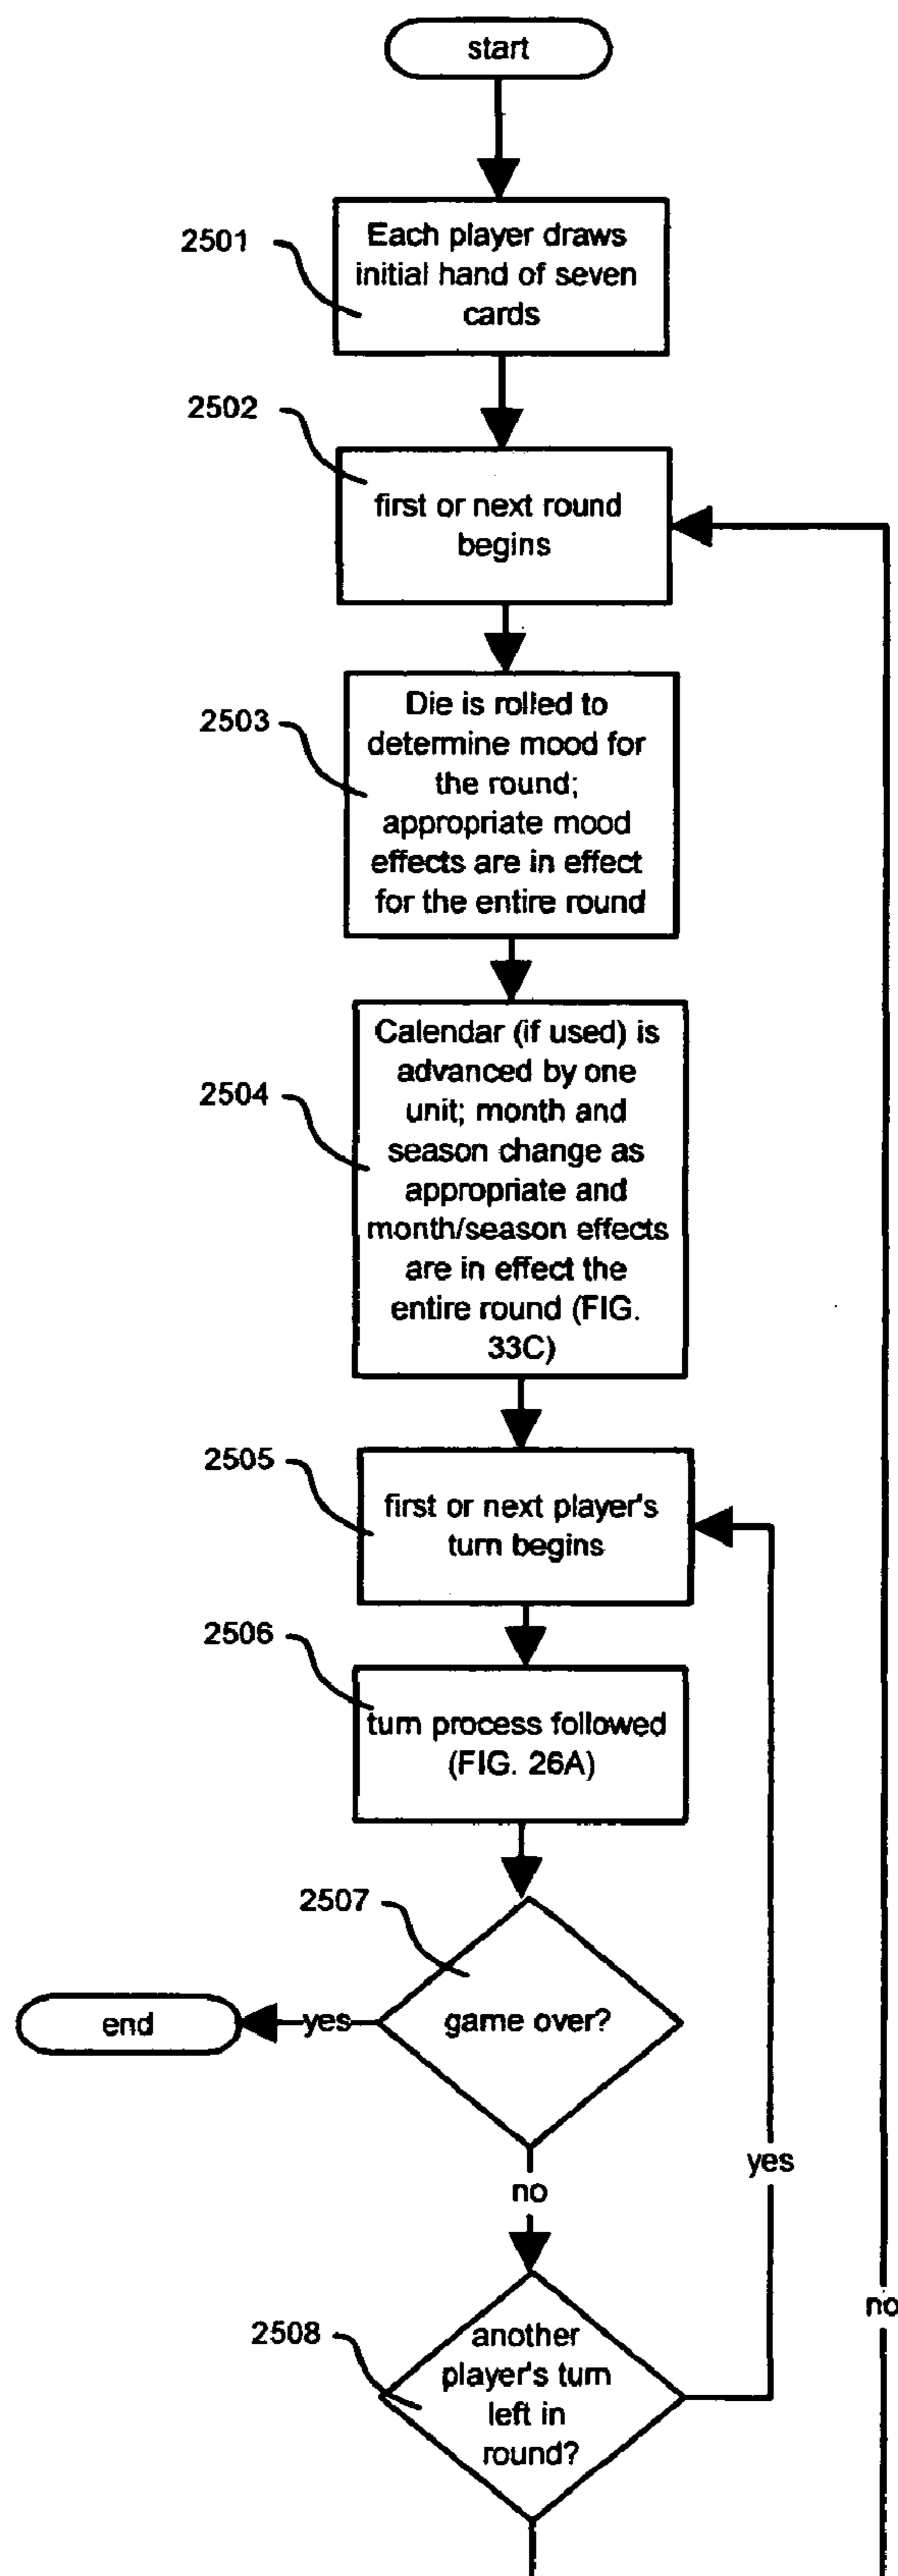 start
2501
Each player draws
initial hand of seven
cards
2502
first or next round
begins
2503
Die is rolled to
determine mood for
the round;
appropriate mood
effects are in effect
for the entire round
2504
Calendar (if used) is
advanced by one
unit; month and
season change as
appropriate and
month/season effects
are in effect the
entire round (FIG.
33C)
2505
first or next player's
turn begins
2506
turn process followed
(FIG. 26A)
2507
game over?
yes
end
no
yes
2508
another
player's turn
left in
round?
no